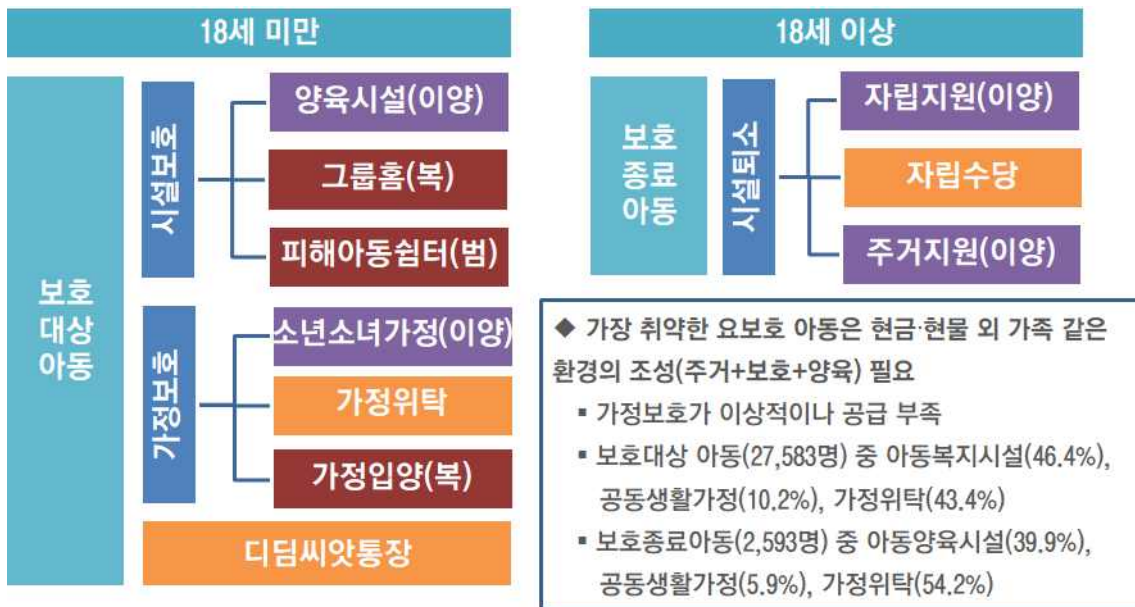 18세 미만
보호
대상
아동
시설보호
양육시설(이양)
그룹홈(복)
피해아동쉼터(범)
가정보호
소년소녀가정(이양)
가정위탁
가정입양(복)
디딤씨앗통장
18세 이상
보호
종료
아동
시설퇴소
자립지원(이양)
자립수당
주거지원(이양)
◆ 가장 취약한 요보호 아동은 현금·현물 외 가족 같은
환경의 조성(주거+보호+양육) 필요
▪ 가정보호가 이상적이나 공급 부족
▪ 보호대상 아동(27,583명) 중 아동복지시설(46.4%),
공동생활가정(10.2%), 가정위탁(43.4%)
▪ 보호종료아동(2,593명) 중 아동양육시설(39.9%),
공동생활가정(5.9%), 가정위탁(54.2%)